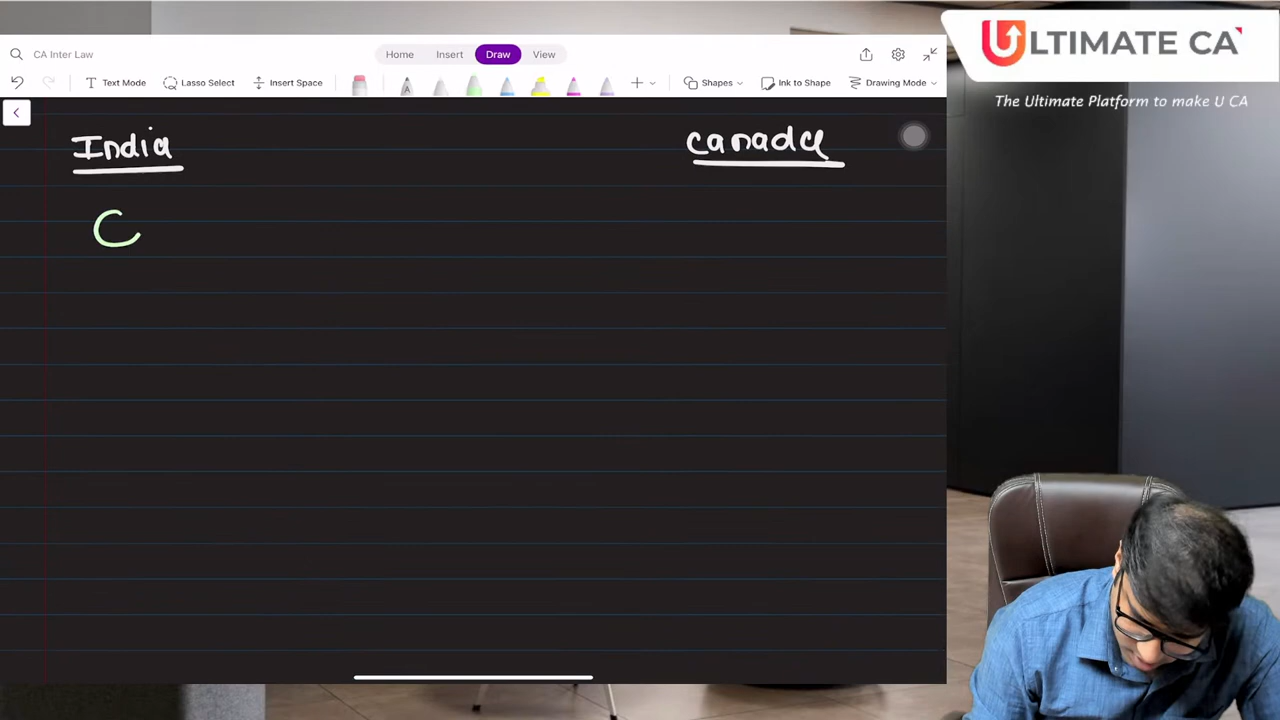 ULTIMATE CA
The Ultimate Platform to make U CA
CA Inter Law
Home Insert Draw View
Text Mode Lasso Select Insert Space Shapes Ink to Shape Drawing Mode
India canada
C